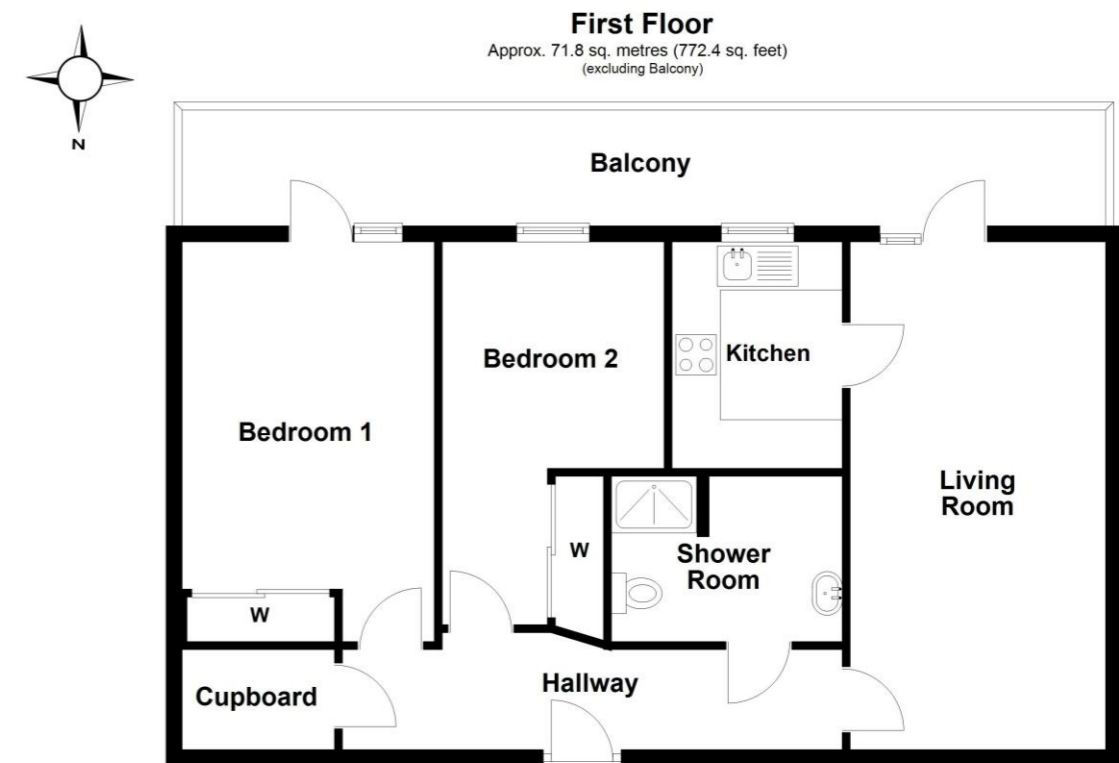 First Floor
Approx. 71.8 sq. metres (772.4 sq. feet)
(excluding Balcony)
N
Balcony
Bedroom 2
Kitchen
Bedroom 1
Living
Room
W
Shower
Room
W
Cupboard
Hallway